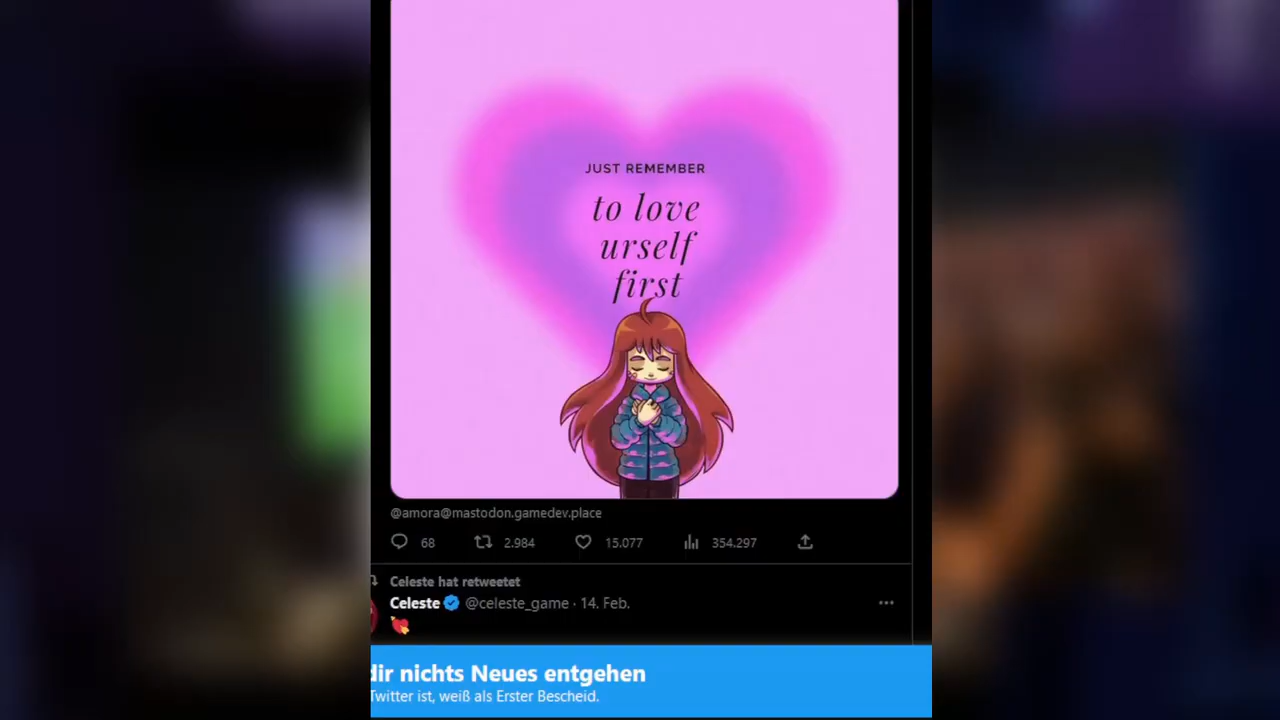 JUST REMEMBER
to love
urself
first
@amora@mastodon.gamedev.place
68 2.984 15.077 354.297
Celeste hat retweetet
Celeste @celeste_game · 14. Feb.
dir nichts Neues entgehen
Twitter ist, weiß als Erster Bescheid.